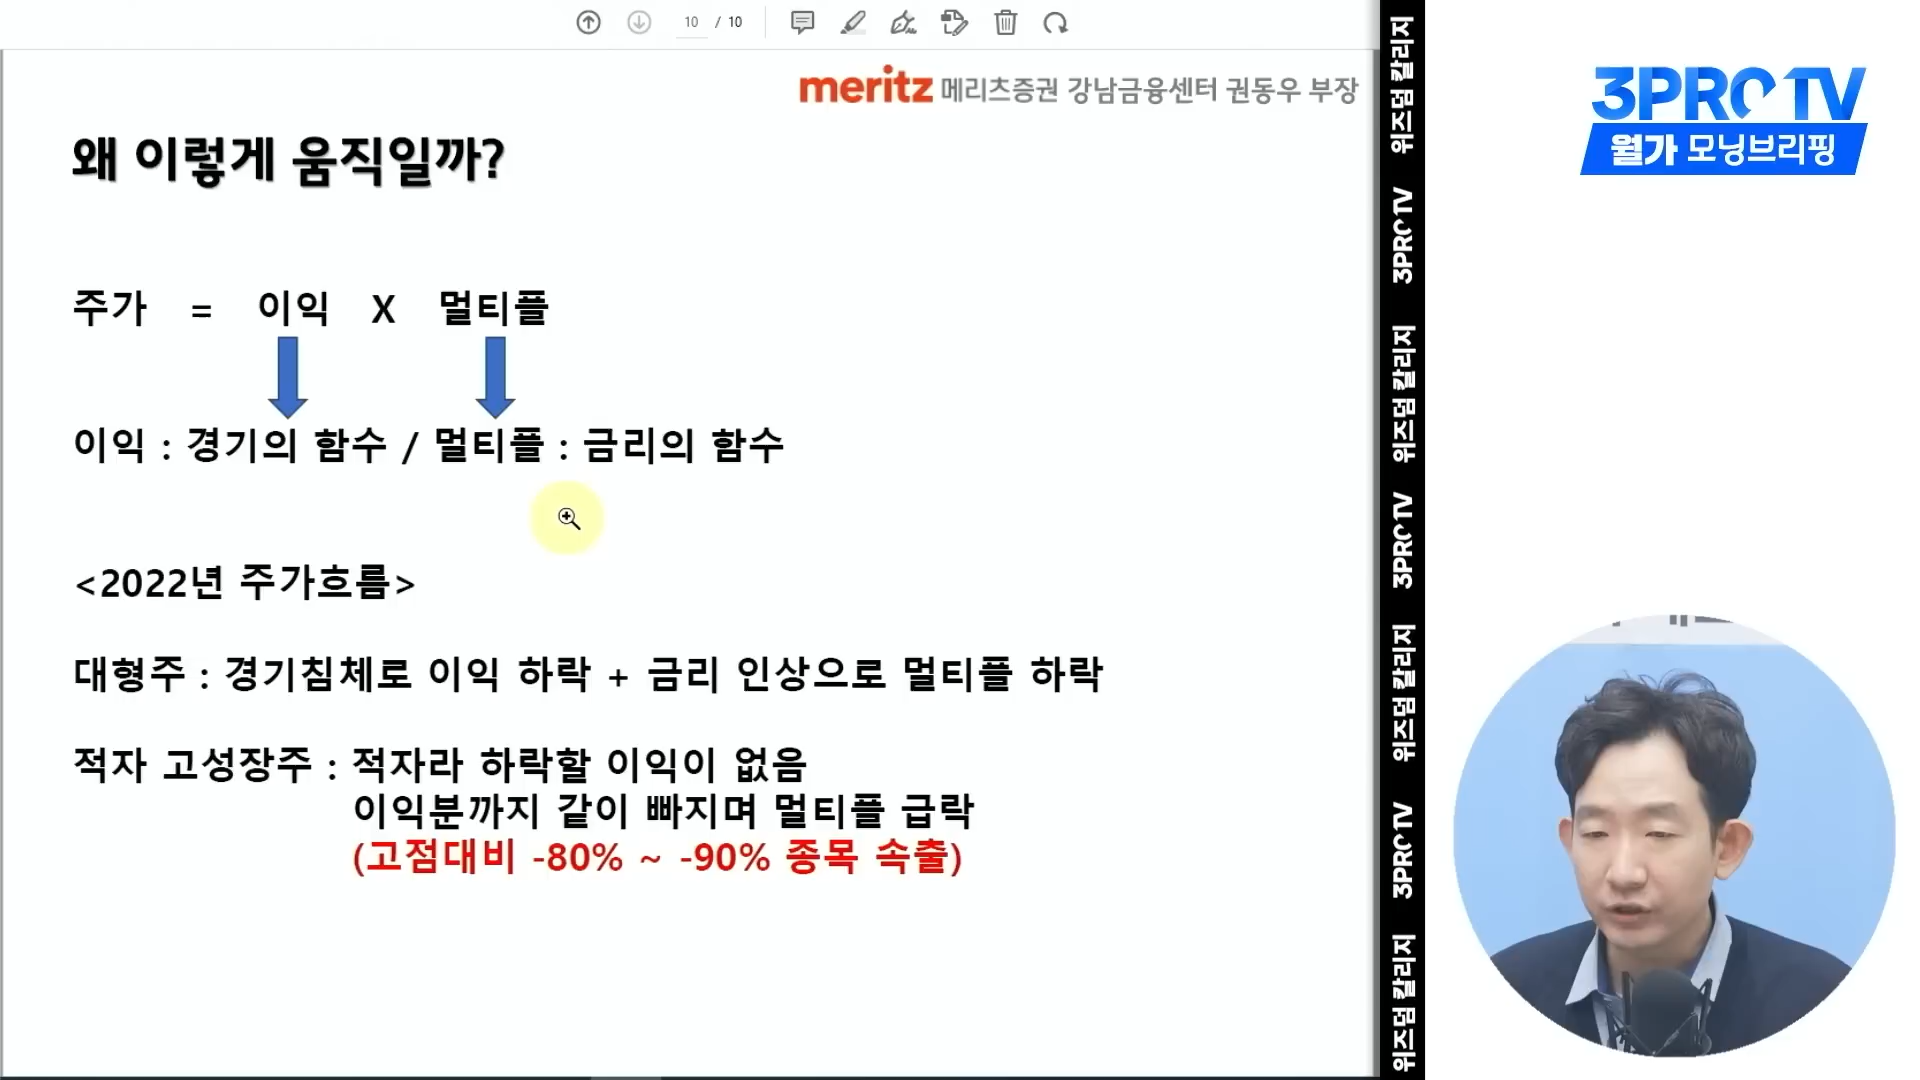 10 / 10
meritz 메리츠증권 강남금융센터 권동우 부장
왜 이렇게 움직일까?
주가 = 이익 X 멀티플
이익 : 경기의 함수 / 멀티플 : 금리의 함수
<2022년 주가흐름>
대형주 : 경기침체로 이익 하락 + 금리 인상으로 멀티플 하락
적자 고성장주 : 적자라 하락할 이익이 없음
이익분까지 같이 빠지며 멀티플 급락
(고점대비 -80% ~ -90% 종목 속출)
위즈덤 칼리지
3PROTV
위즈덤 칼리지
3PROTV
위즈덤 칼리지
3PROTV
위즈덤 칼리지
3PROTV
월가 모닝브리핑